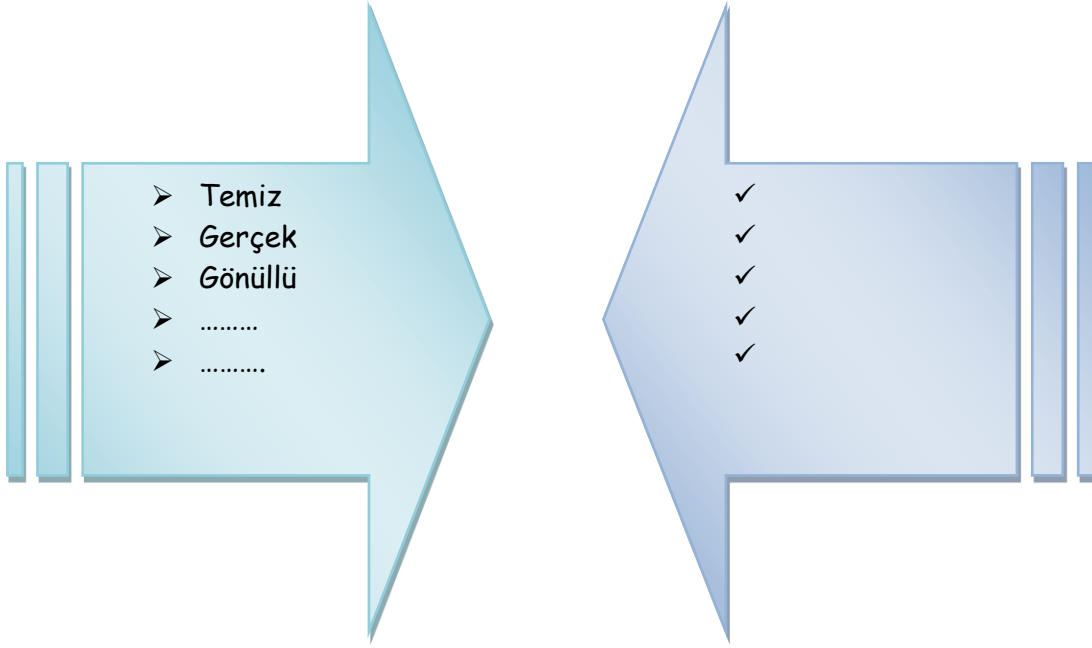 ➢ Temiz
➢ Gerçek
➢ Gönüllü
➢ ………
➢ ……….
✓
✓
✓
✓
✓